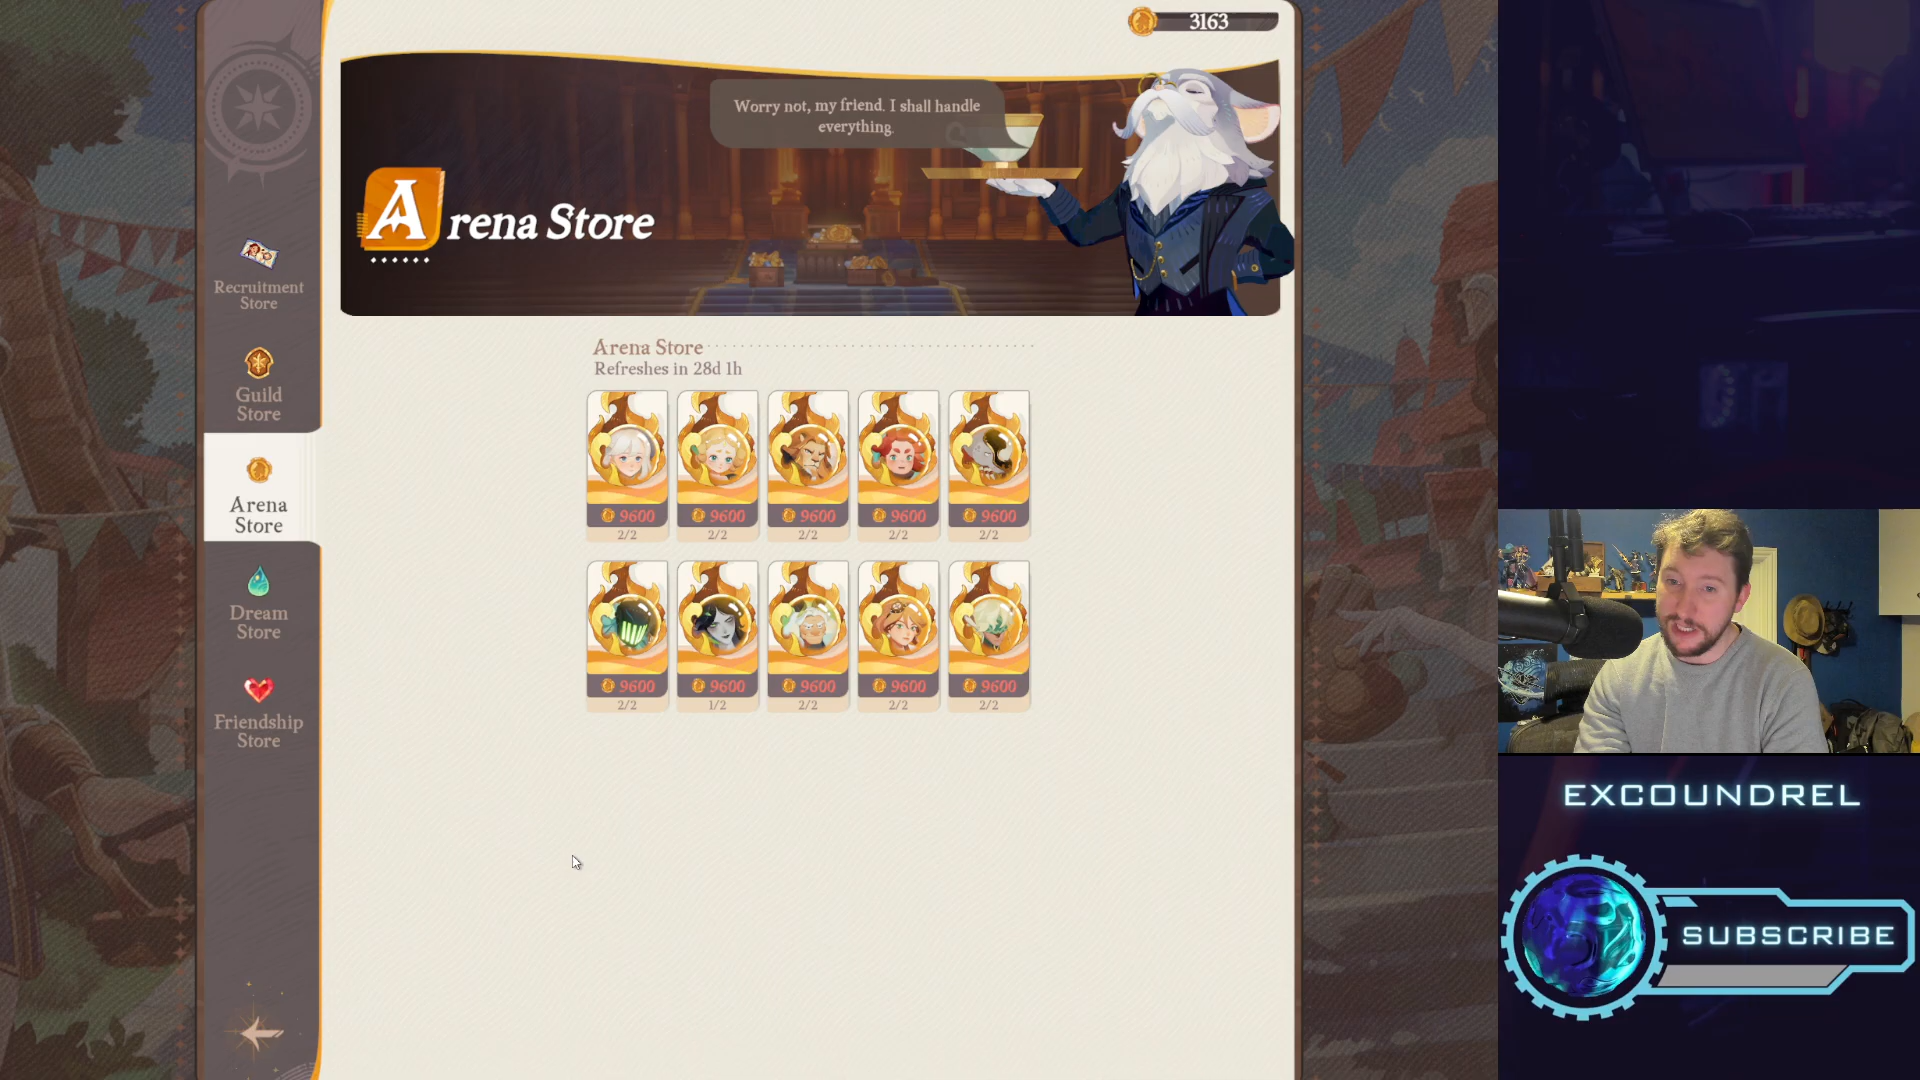 3163
Worry not, my friend. I shall handle
everything.
Arena Store
Recruitment
Store
Guild
Store
Arena
Store
Dream
Store
Friendship
Store
Arena Store
Refreshes in 28d 1h
9600 9600 9600 9600 9600
2/2 2/2 2/2 2/2 2/2
9600 9600 9600 9600 9600
2/2 1/2 2/2 2/2 2/2
EXCOUNDREL
SUBSCRIBE